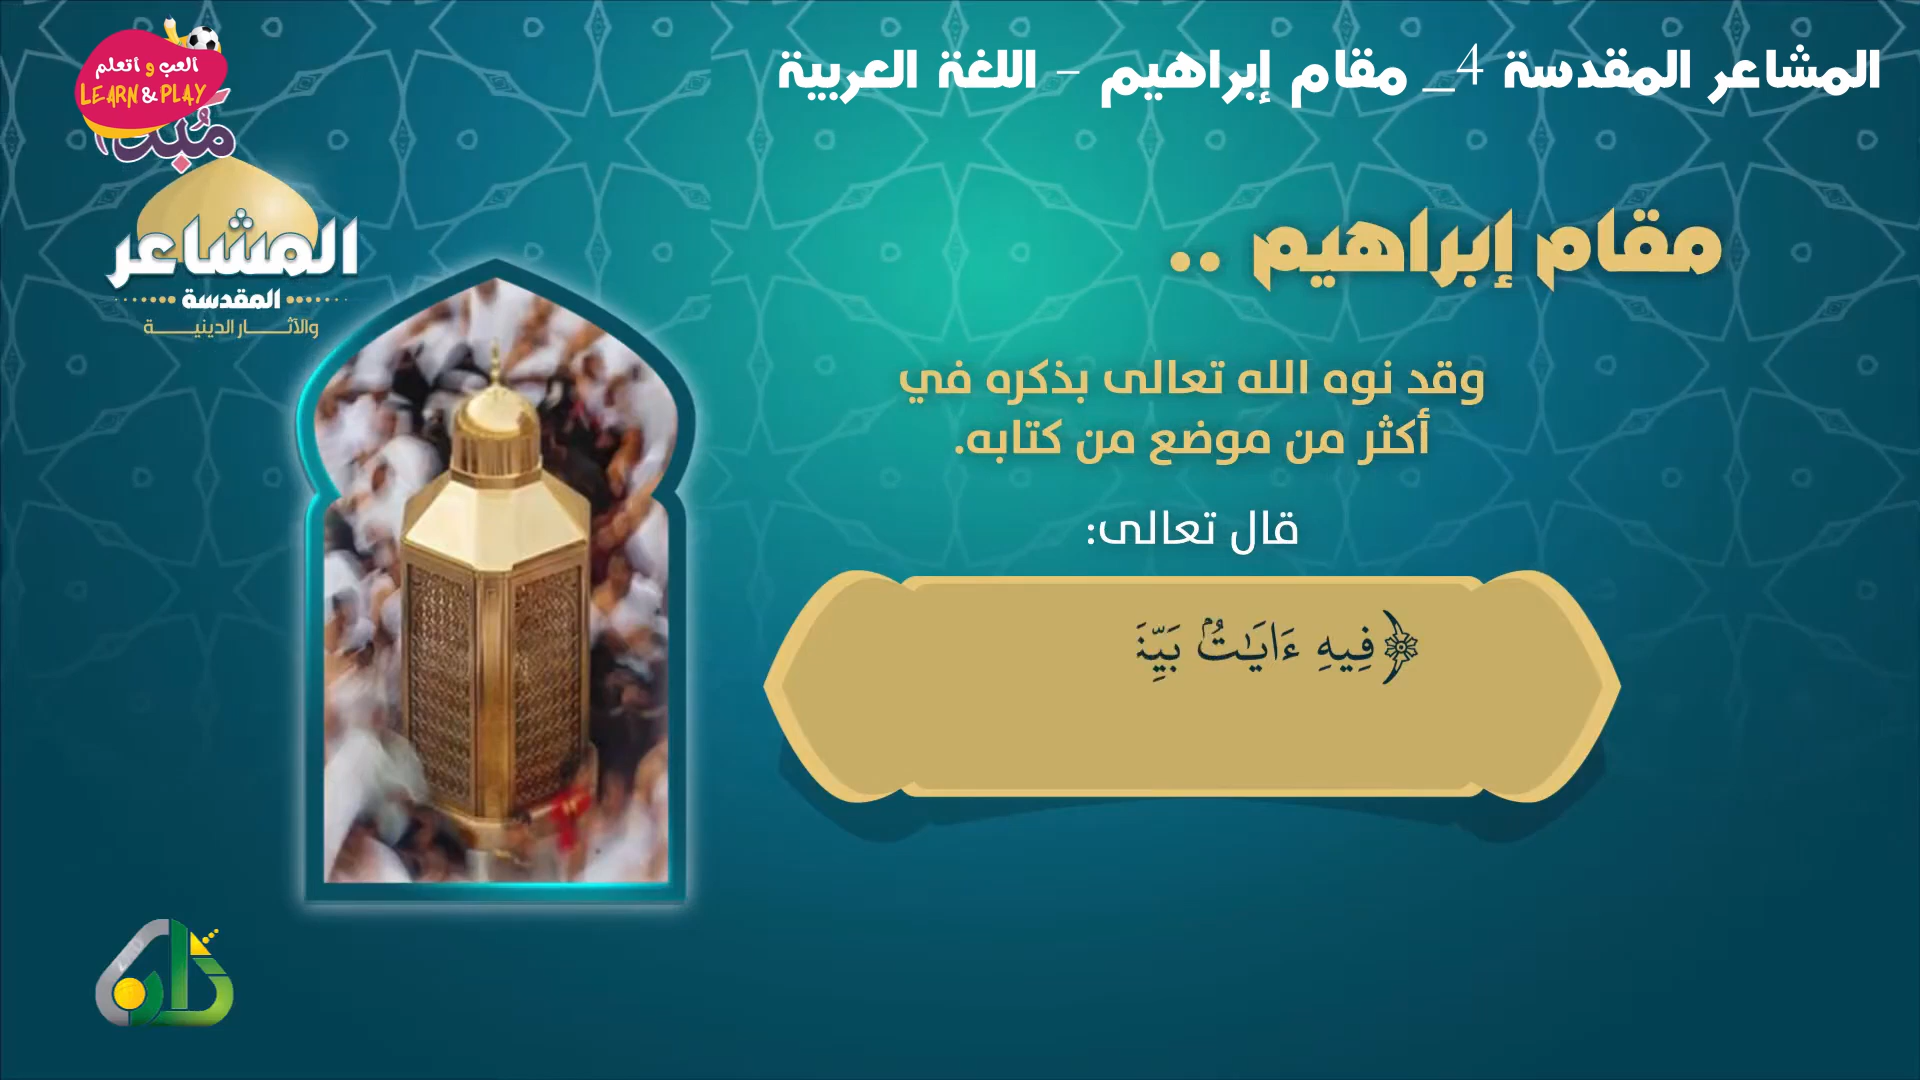 المشاعر المقدسة 4_ مقام إبراهيم - اللغة العربية
العب و أتعلم
LEARN & PLAY
المشاعر
المقدسة
والآثار الدينية
مقام إبراهيم ..
وقد نوه الله تعالى بذكره في
أكثر من موضع من كتابه.
قال تعالى:
﴿فِيهِ ءَايَٰتُۢ بَيِّنَ